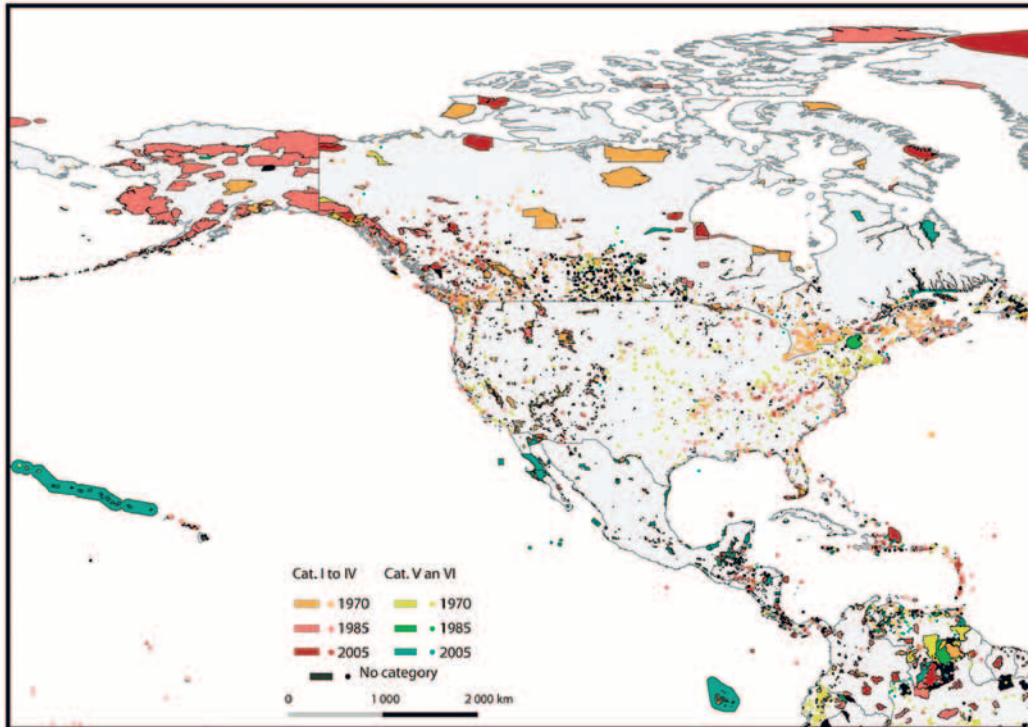 Cat. I to IV Cat. V an VI
1970 1970
1985 1985
2005 2005
No category
0 1 000 2 000 km